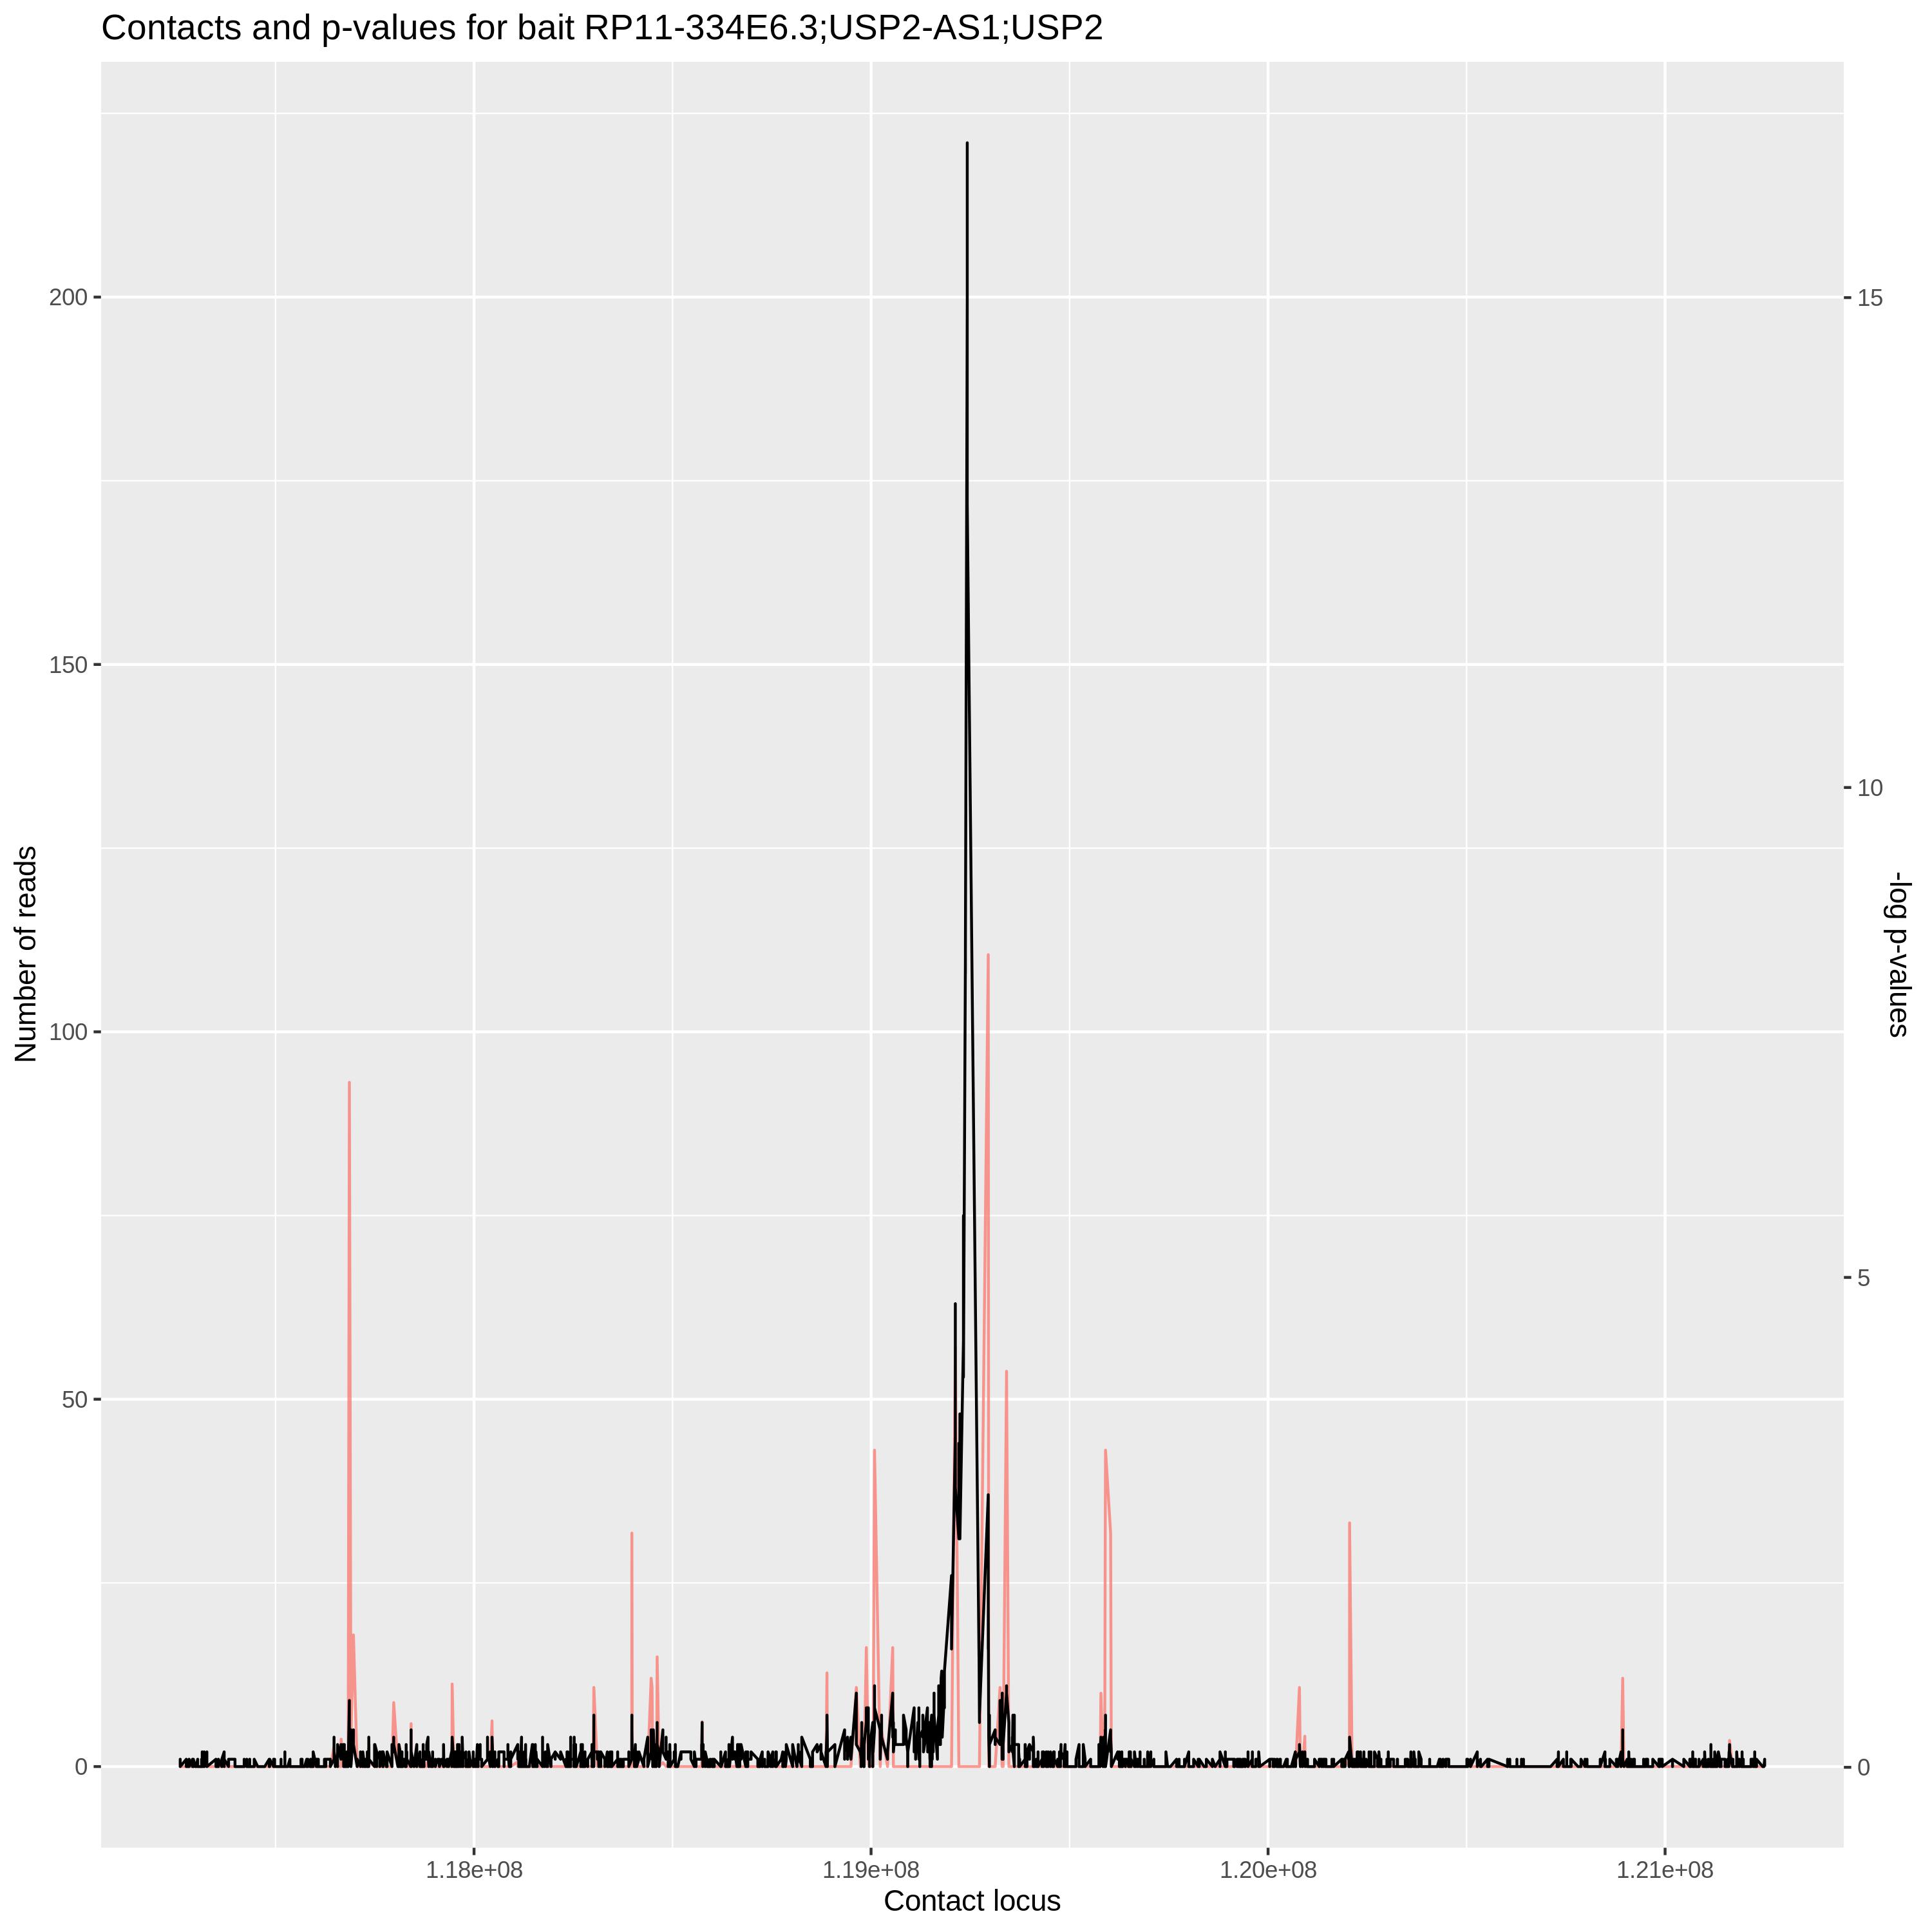 Contacts and p-values for bait RP11-334E6.3;USP2-AS1;USP2
200
150
100
50
0
Number of reads
15
10
5
0
-log p-values
1.18e+08 1.19e+08 1.20e+08 1.21e+08
Contact locus